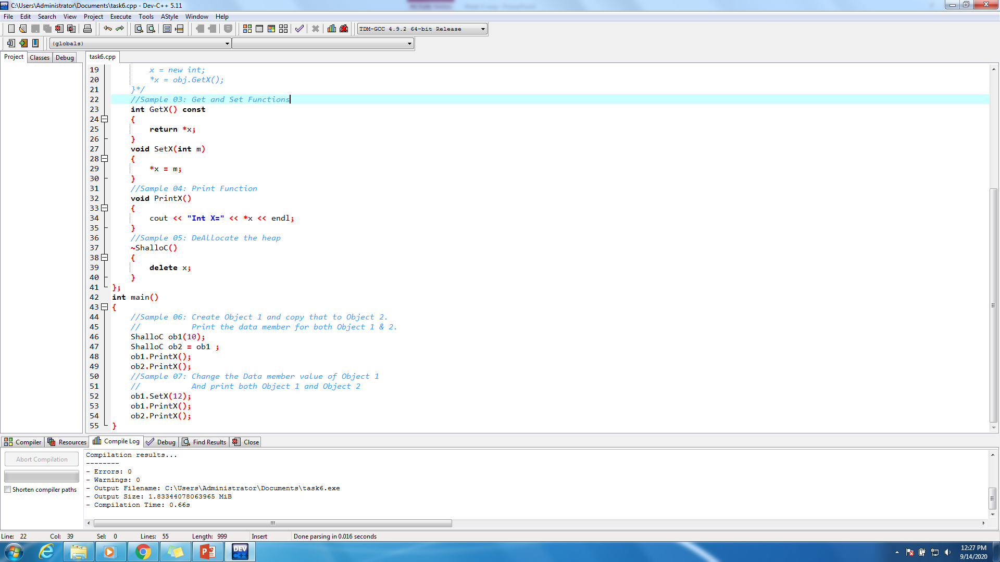 C:\Users\Administrator\Documents\task6.cpp - Dev-C++ 5.11
File Edit Search View Project Execute Tools AStyle Window Help
TDM-GCC 4.9.2 64-bit Release
(globals)
Project Classes Debug
task6.cpp
19 x = new int;
20 *x = obj.GetX();
21 }*/
22 //Sample 03: Get and Set Functions
23 int GetX() const
24 {
25 return *x;
26 }
27 void SetX(int m)
28 {
29 *x = m;
30 }
31 //Sample 04: Print Function
32 void PrintX()
33 {
34 cout << "Int X=" << *x << endl;
35 }
36 //Sample 05: DeAllocate the heap
37 ~ShalloC()
38 {
39 delete x;
40 }
41 };
42 int main()
43 {
44 //Sample 06: Create Object 1 and copy that to Object 2.
45 // Print the data member for both Object 1 & 2.
46 ShalloC ob1(10);
47 ShalloC ob2 = ob1 ;
48 ob1.PrintX();
49 ob2.PrintX();
50 //Sample 07: Change the Data member value of Object 1
51 // And print both Object 1 and Object 2
52 ob1.SetX(12);
53 ob1.PrintX();
54 ob2.PrintX();
55 }
Compiler Resources Compile Log Debug Find Results Close
Abort Compilation
Shorten compiler paths
Compilation results...
--------
- Errors: 0
- Warnings: 0
- Output Filename: C:\Users\Administrator\Documents\task6.exe
- Output Size: 1.83344078063965 MiB
- Compilation Time: 0.66s
Line: 22 Col: 39 Sel: 0 Lines: 55 Length: 999 Insert Done parsing in 0.016 seconds
DEV C++
12:27 PM
9/14/2020